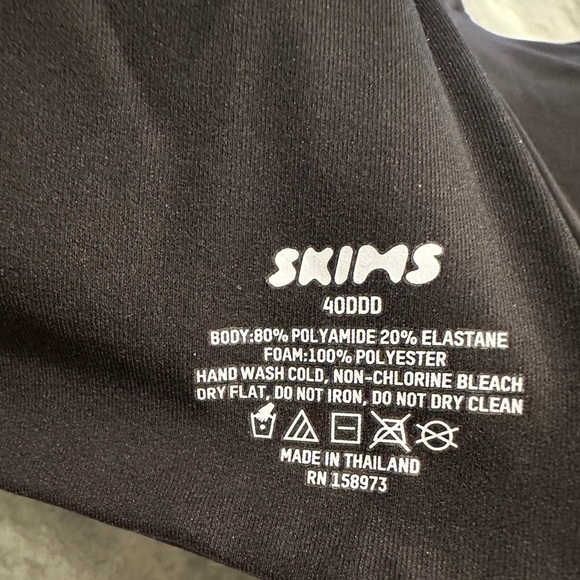 SKIMS
40DDD
BODY:80% POLYAMIDE 20% ELASTANE
FOAM:100% POLYESTER
HAND WASH COLD, NON-CHLORINE BLEACH
DRY FLAT, DO NOT IRON, DO NOT DRY CLEAN
MADE IN THAILAND
RN 158973